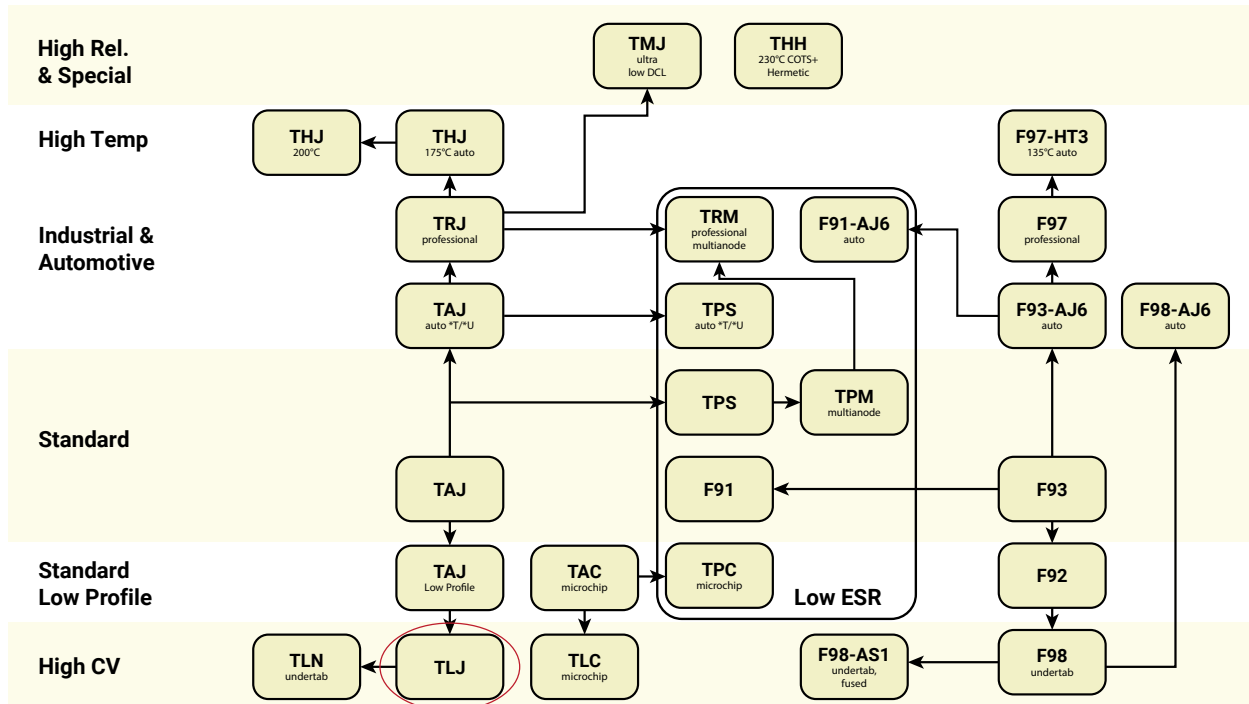 High Rel.
& Special
TMJ
ultra
low DCL
THH
230°C COTS+
Hermetic
High Temp
THJ
200°C
THJ
175°C auto
F97-HT3
135°C auto
Industrial &
Automotive
TRJ
professional
TRM
professional
multianode
F91-AJ6
auto
F97
professional
TAJ
auto *T/*U
TPS
auto *T/*U
F93-AJ6
auto
F98-AJ6
auto
Standard
TPS
TPM
multianode
TAJ
F91
F93
Standard
Low Profile
TAJ
Low Profile
TAC
microchip
TPC
microchip
Low ESR
F92
High CV
TLN
undertab
TLJ
TLC
microchip
F98-AS1
undertab,
fused
F98
undertab